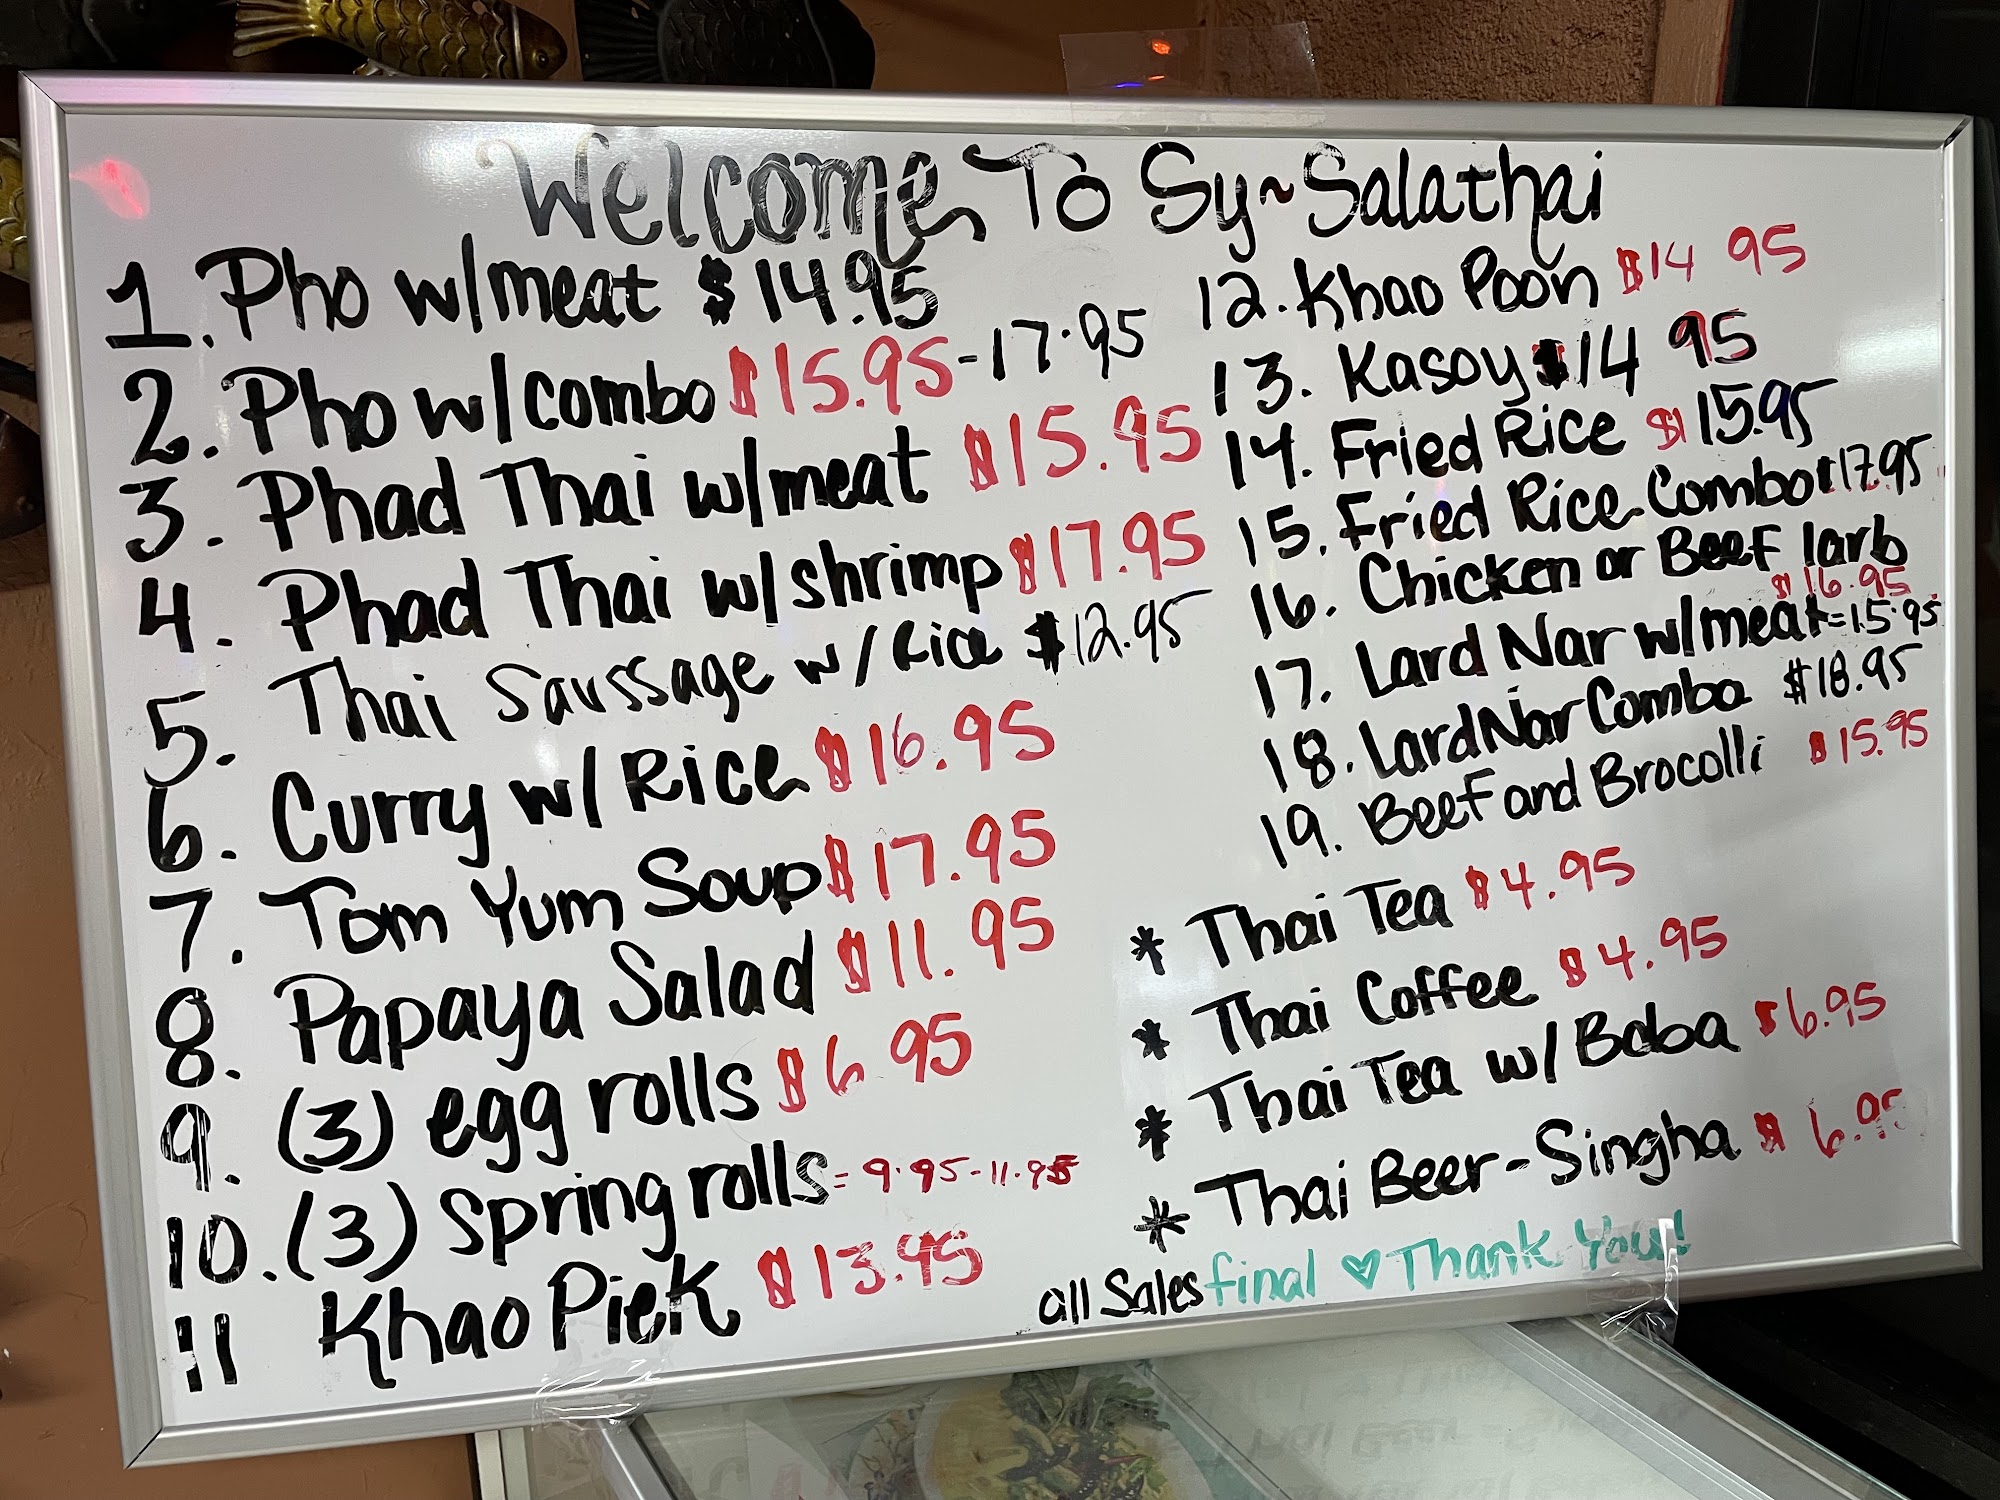 Welcome To Sy~Salathai
1. Pho w/meat $14.95
2. Pho w/combo $15.95-17.95
3. Phad Thai w/meat $15.95
4. Phad Thai w/shrimp $17.95
5. Thai Saussage w/Rice $12.95
6. Curry w/Rice $16.95
7. Tom Yum Soup $17.95
8. Papaya Salad $11.95
9. (3) egg rolls $6 95
10. (3) Spring rolls = 9.95-11.95
11 Khao Piek $13.95
12. Khao Poon $14 95
13. Kasoy $14 95
14. Fried Rice $15.95
15. Fried Rice Combo $17.95
16. Chicken or Beef larb
$16.95
17. Lard Nar w/meat=15.95
18. Lard Nar Combo $18.95
19. Beef and Brocolli $15.95
* Thai Tea $4.95
* Thai Coffee $4.95
* Thai Tea w/Boba $6.95
* Thai Beer-Singha $6.95
all Sales final ♡ Thank You!